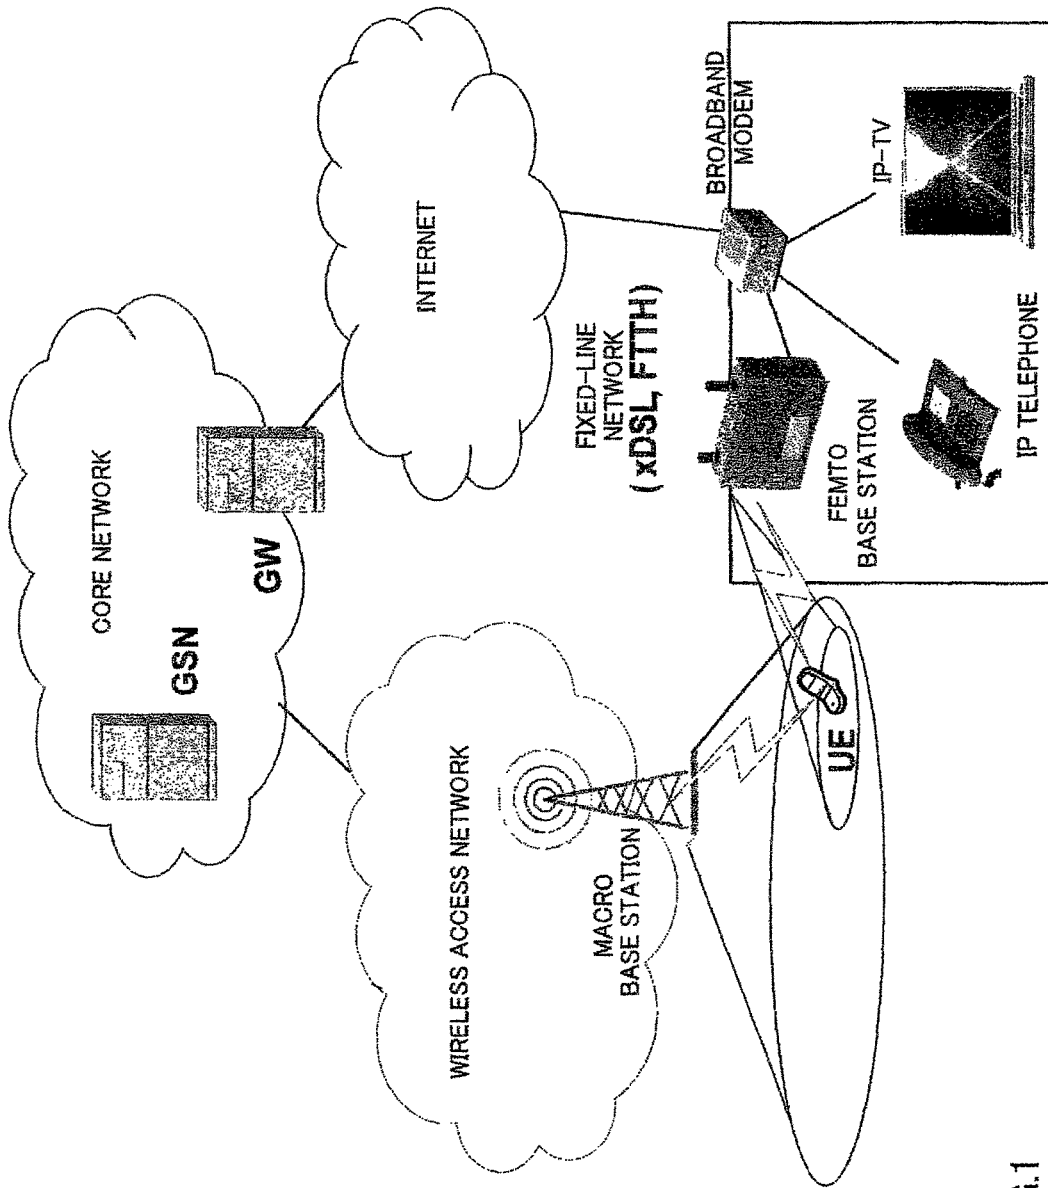 CORE NETWORK
GSN
GW
INTERNET
WIRELESS ACCESS NETWORK
MACRO
BASE STATION
FIXED-LINE
NETWORK
(xDSL, FTTH)
BROADBAND
MODEM
IP-TV
FEMTO
BASE STATION
IP TELEPHONE
UE